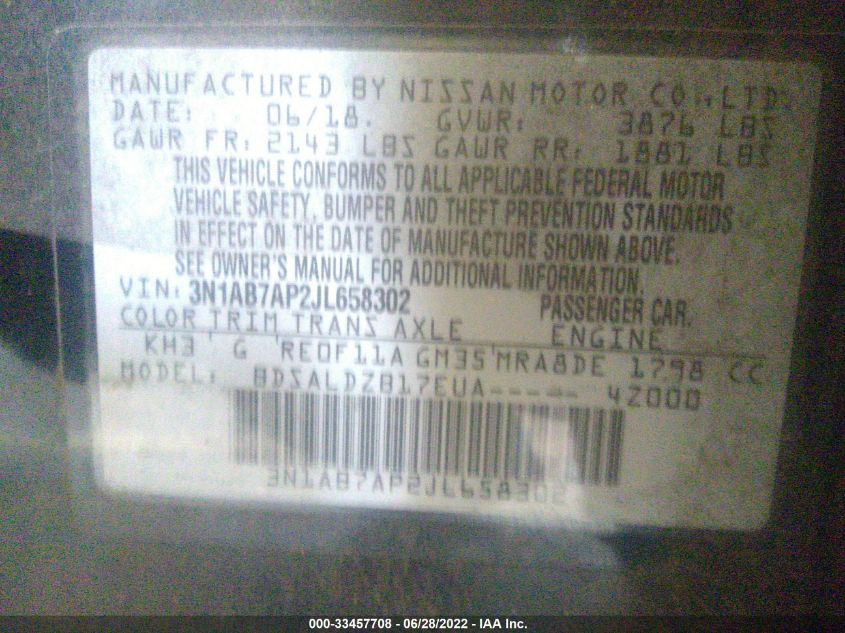 MANUFACTURED BY NISSAN MOTOR CO., LTD.
DATE: 06/18. GVWR: 3876 LBS
GAWR FR: 2143 LBS GAWR RR: 1881 LBS
THIS VEHICLE CONFORMS TO ALL APPLICABLE FEDERAL MOTOR
VEHICLE SAFETY, BUMPER AND THEFT PREVENTION STANDARDS
IN EFFECT ON THE DATE OF MANUFACTURE SHOWN ABOVE.
SEE OWNER'S MANUAL FOR ADDITIONAL INFORMATION.
VIN: 3N1AB7AP2JL658302 PASSENGER CAR.
COLOR TRIM TRANS AXLE ENGINE
KH3 G RE0F11A GM35 MRA8DE 1798 CC
MODEL: BDSALDZB17EUA----- 4Z000
3N1AB7AP2JL658302
000-33457708 - 06/28/2022 - IAA Inc.